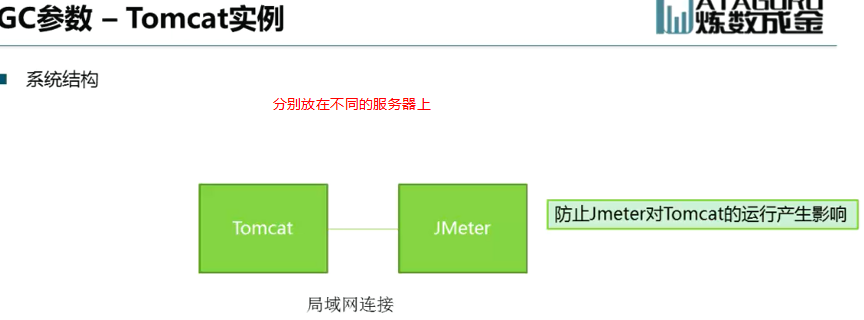 GC参数 – Tomcat实例
DATAGURU
炼数成金
系统结构
分别放在不同的服务器上
Tomcat
JMeter
防止Jmeter对Tomcat的运行产生影响
局域网连接